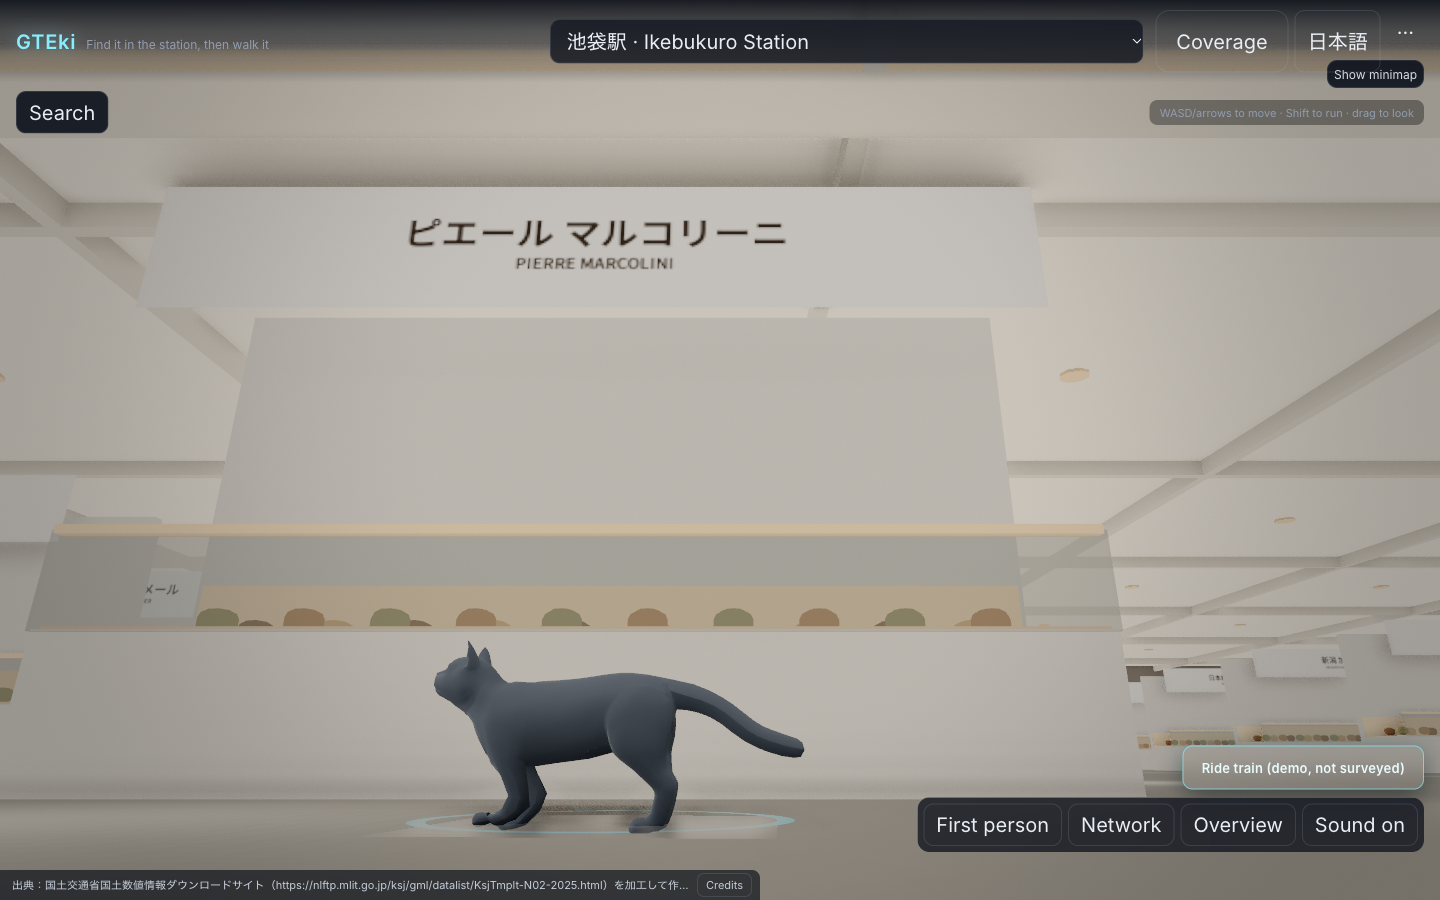 GTEki Find it in the station, then walk it
池袋駅 · Ikebukuro Station
Coverage
日本語
...
Show minimap
Search
WASD/arrows to move · Shift to run · drag to look
ピエール マルコリーニ
PIERRE MARCOLINI
メール
新潟
日本
Ride train (demo, not surveyed)
First person
Network
Overview
Sound on
出典：国土交通省国土数値情報ダウンロードサイト（https://nlftp.mlit.go.jp/ksj/gml/datalist/KsjTmplt-N02-2025.html）を加工して作...
Credits